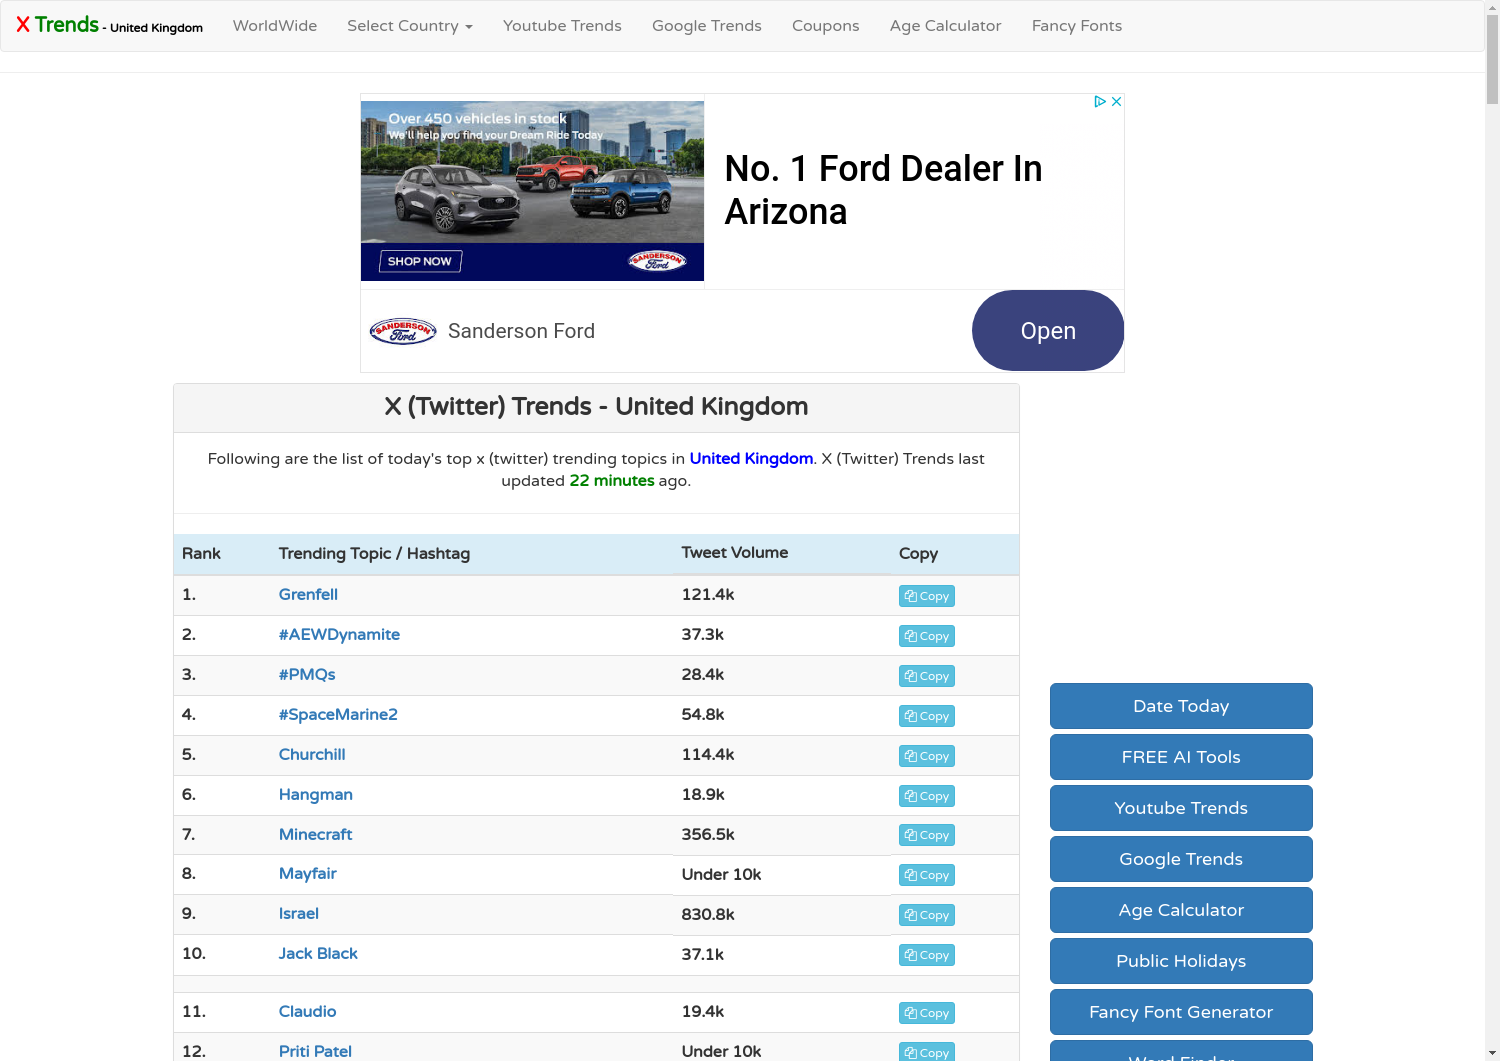 X Trends - United Kingdom
WorldWide
Select Country
Youtube Trends
Google Trends
Coupons
Age Calculator
Fancy Fonts
Over 450 vehicles in stock
We'll help you find your Dream Ride Today
SHOP NOW
SANDERSON
Ford
No. 1 Ford Dealer In
Arizona
SANDERSON
Ford
Sanderson Ford
Open
X (Twitter) Trends - United Kingdom
Following are the list of today's top x (twitter) trending topics in United Kingdom. X (Twitter) Trends last
updated 22 minutes ago.
Rank Trending Topic / Hashtag Tweet Volume Copy
1. Grenfell 121.4k Copy
2. #AEWDynamite 37.3k Copy
3. #PMQs 28.4k Copy
4. #SpaceMarine2 54.8k Copy
5. Churchill 114.4k Copy
6. Hangman 18.9k Copy
7. Minecraft 356.5k Copy
8. Mayfair Under 10k Copy
9. Israel 830.8k Copy
10. Jack Black 37.1k Copy
11. Claudio 19.4k Copy
12. Priti Patel Under 10k Copy
Date Today
FREE AI Tools
Youtube Trends
Google Trends
Age Calculator
Public Holidays
Fancy Font Generator
Word Finder